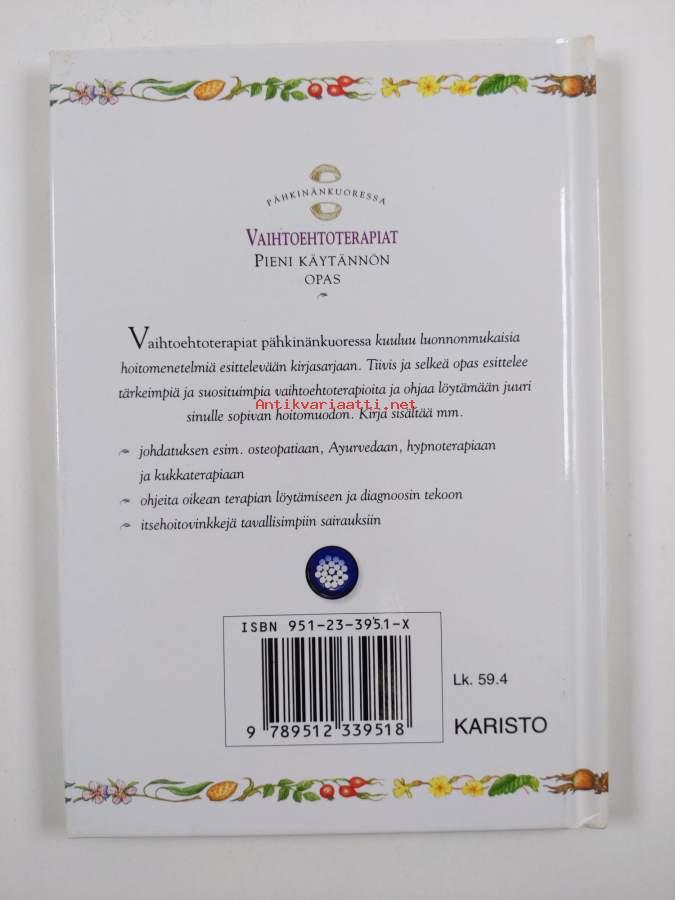 PÄHKINÄNKUORESSA
VAIHTOEHTOTERAPIAT
PIENI KÄYTÄNNÖN
OPAS
Vaihtoehtoterapiat pähkinänkuoressa kuuluu luonnonmukaisia
hoitomenetelmiä esittelevään kirjasarjaan. Tiivis ja selkeä opas esittelee
tärkeimpiä ja suosituimpia vaihtoehtoterapioita ja ohjaa löytämään juuri
Antikvariaatti.net
sinulle sopivan hoitomuodon. Kirja sisältää mm.
johdatuksen esim. osteopatiaan, Ayurvedaan, hypnoterapiaan
ja kukkaterapiaan
ohjeita oikean terapian löytämiseen ja diagnoosin tekoon
itsehoitovinkkejä tavallisimpiin sairauksiin
ISBN 951-23-3951-X
9 789512 339518
Lk. 59.4
KARISTO